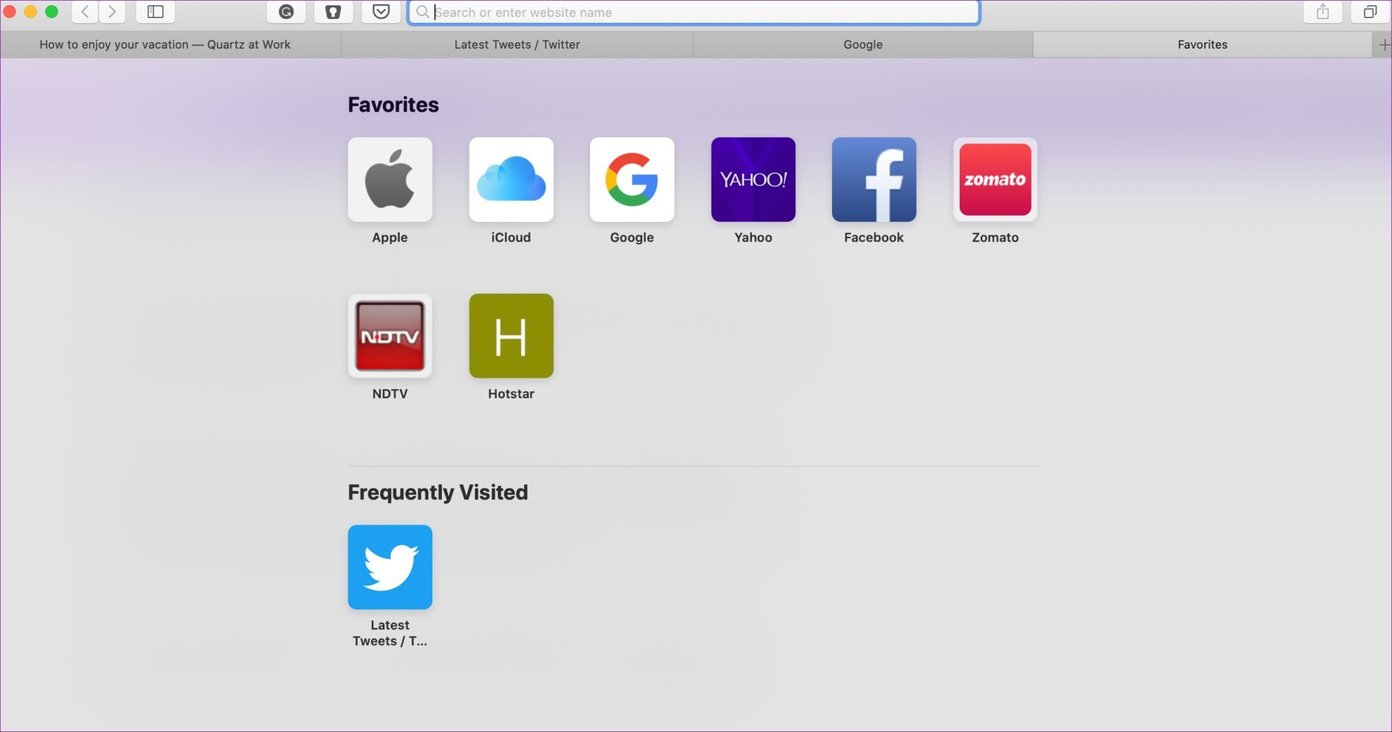 Search or enter website name
How to enjoy your vacation — Quartz at Work
Latest Tweets / Twitter
Google
Favorites
Favorites
YAHOO!
f
zomato
Apple
iCloud
Google
Yahoo
Facebook
Zomato
NDTV
H
NDTV
Hotstar
Frequently Visited
Latest
Tweets / T...